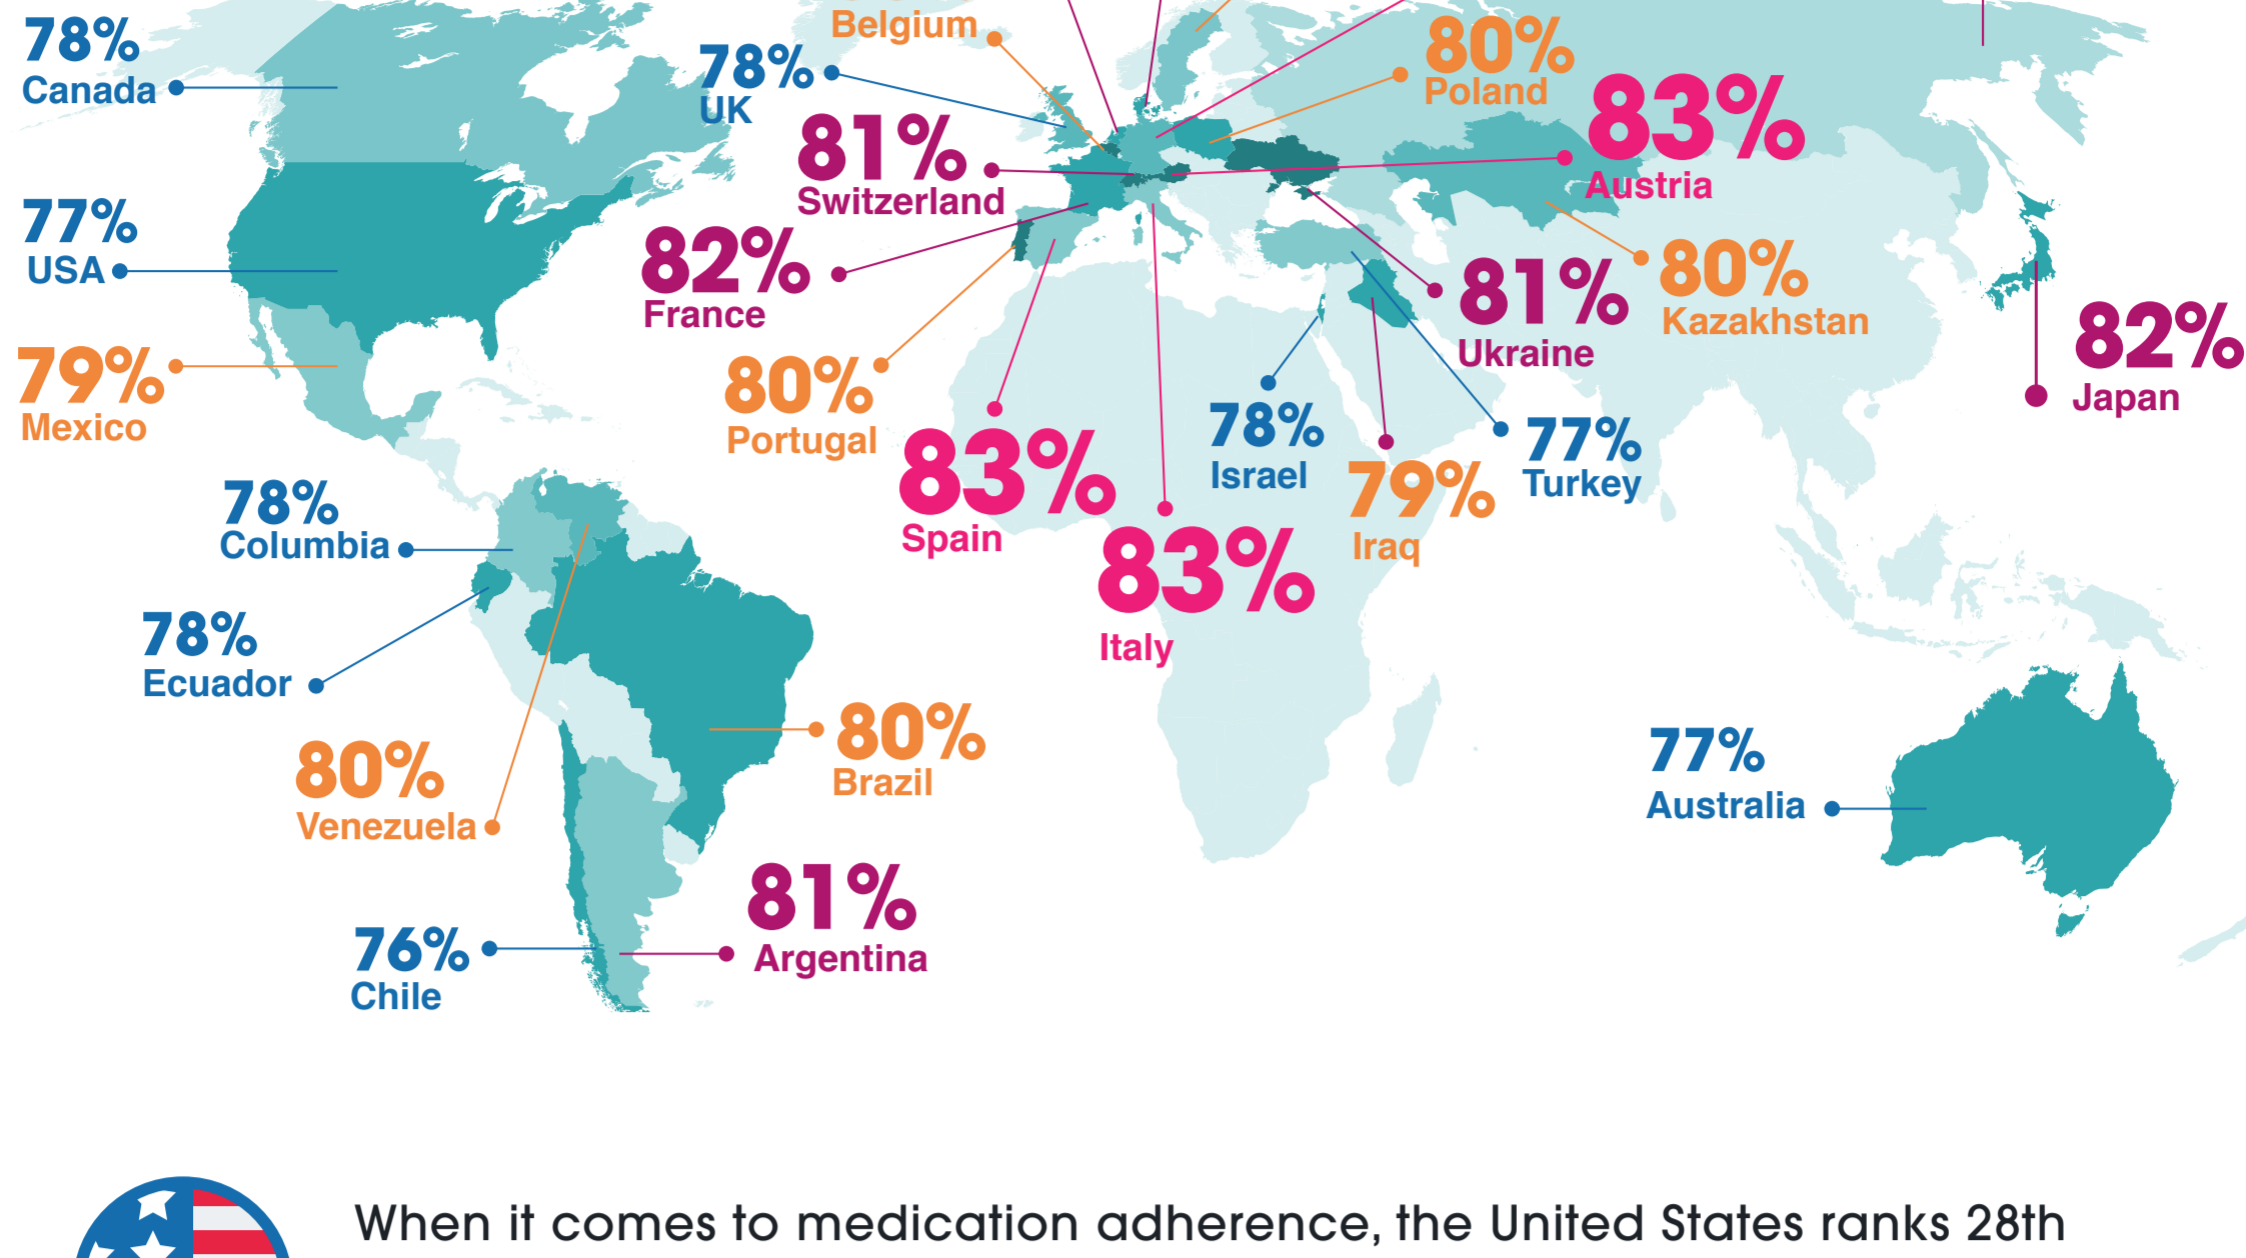 Belgium
78%
Canada
78%
UK
80%
Poland
83%
Austria
81%
Switzerland
77%
USA
82%
France
81%
Ukraine
80%
Kazakhstan
82%
Japan
79%
Mexico
80%
Portugal
83%
Spain
78%
Israel
79%
Iraq
77%
Turkey
78%
Columbia
83%
Italy
78%
Ecuador
80%
Venezuela
80%
Brazil
77%
Australia
81%
Argentina
76%
Chile
When it comes to medication adherence, the United States ranks 28th